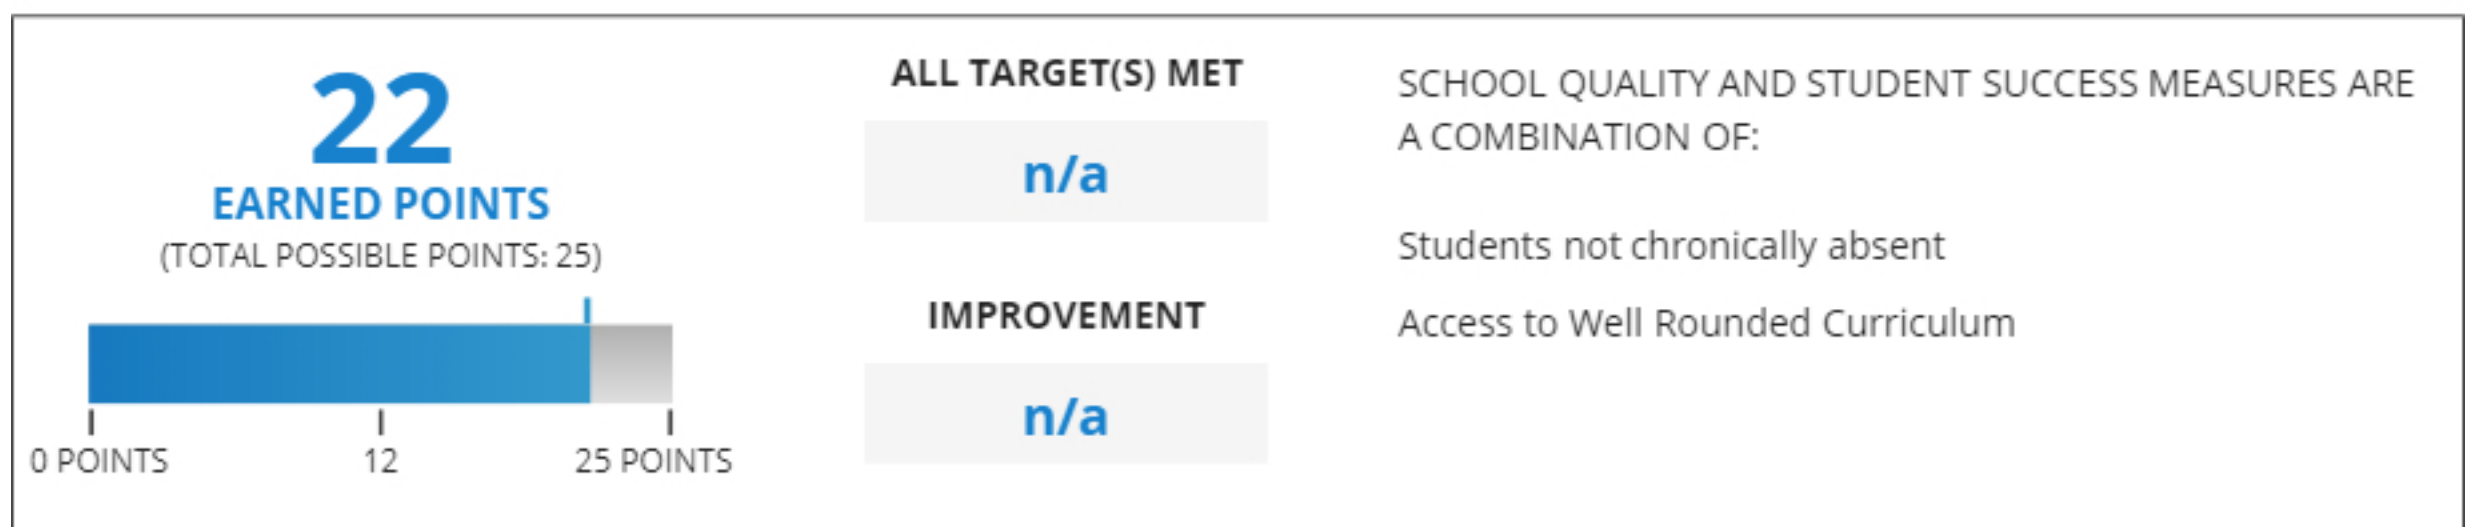 22
EARNED POINTS
(TOTAL POSSIBLE POINTS: 25)
0 POINTS
12
25 POINTS
ALL TARGET(S) MET
n/a
IMPROVEMENT
n/a
SCHOOL QUALITY AND STUDENT SUCCESS MEASURES ARE
A COMBINATION OF:
Students not chronically absent
Access to Well Rounded Curriculum